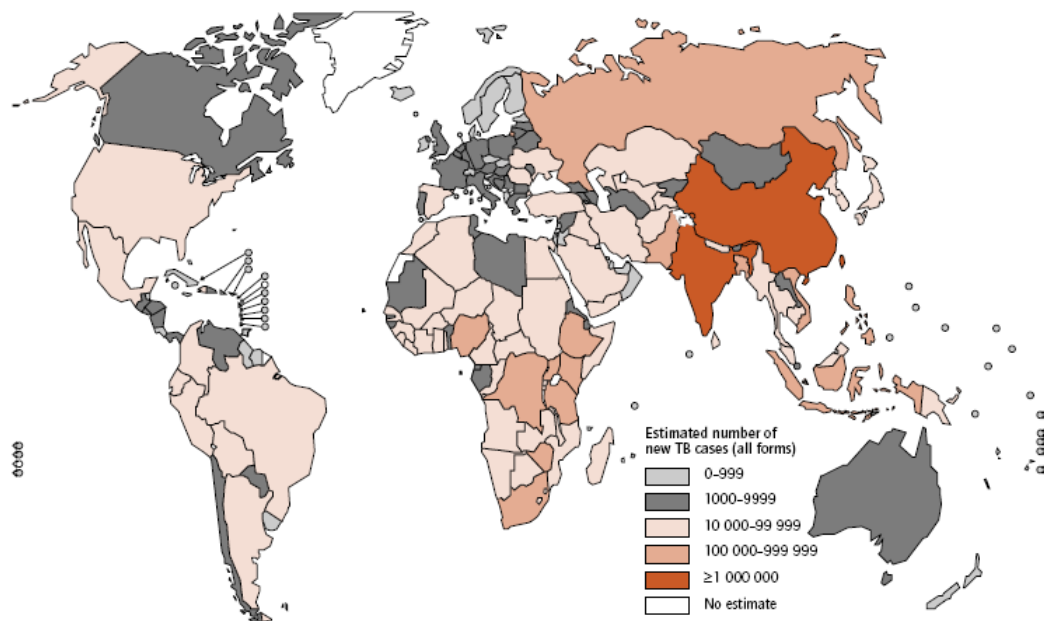 Estimated number of
new TB cases (all forms)
0–999
1000–9999
10 000–99 999
100 000–999 999
≥1 000 000
No estimate